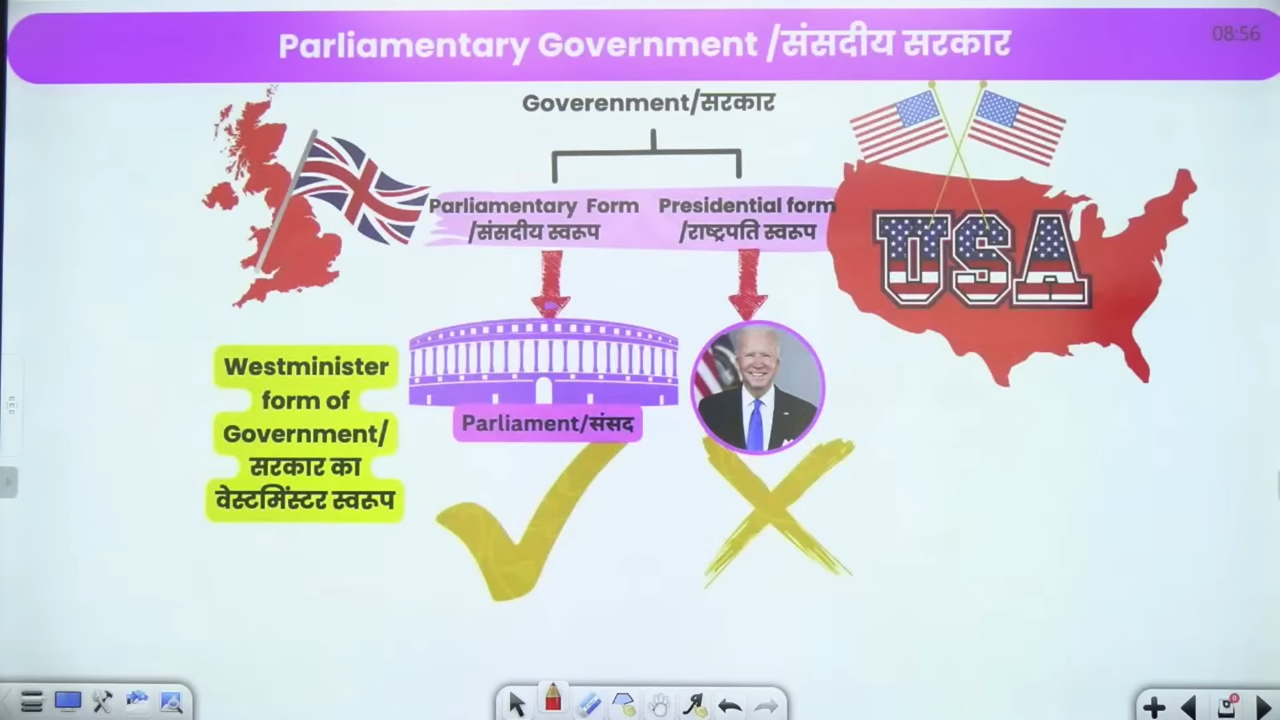 Parliamentary Government /संसदीय सरकार
08:56
Goverenment/सरकार
Parliamentary Form
/संसदीय स्वरूप
Presidential form
/राष्ट्रपति स्वरूप
USA
Westminister
form of
Government/
सरकार का
वेस्टमिंस्टर स्वरूप
Parliament/संसद